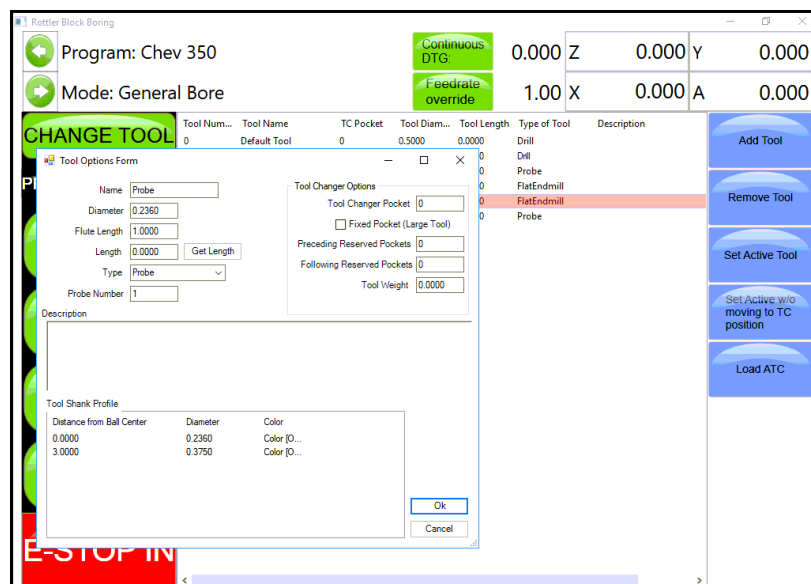 Rottler Block Boring
Program: Chev 350
Continuous DTG: 0.000 Z 0.000 Y 0.000
Mode: General Bore
Feedrate override 1.00 X 0.000 A 0.000
CHANGE TOOL
Tool Num... Tool Name TC Pocket Tool Diam... Tool Length Type of Tool Description
0 Default Tool 0 0.5000 0.0000 Drill
0 Drill
0 Probe
0 FlatEndmill
0 FlatEndmill
0 Probe
Add Tool
Remove Tool
Set Active Tool
Set Active w/o
moving to TC
position
Load ATC
Tool Options Form
Name Probe
Diameter 0.2360
Flute Length 1.0000
Length 0.0000 Get Length
Type Probe
Probe Number 1
Tool Changer Options
Tool Changer Pocket 0
Fixed Pocket (Large Tool)
Preceding Reserved Pockets 0
Following Reserved Pockets 0
Tool Weight 0.0000
Description
Tool Shank Profile
Distance from Ball Center Diameter Color
0.0000 0.2360 Color [O...
3.0000 0.3750 Color [O...
Ok
Cancel
E-STOP IN